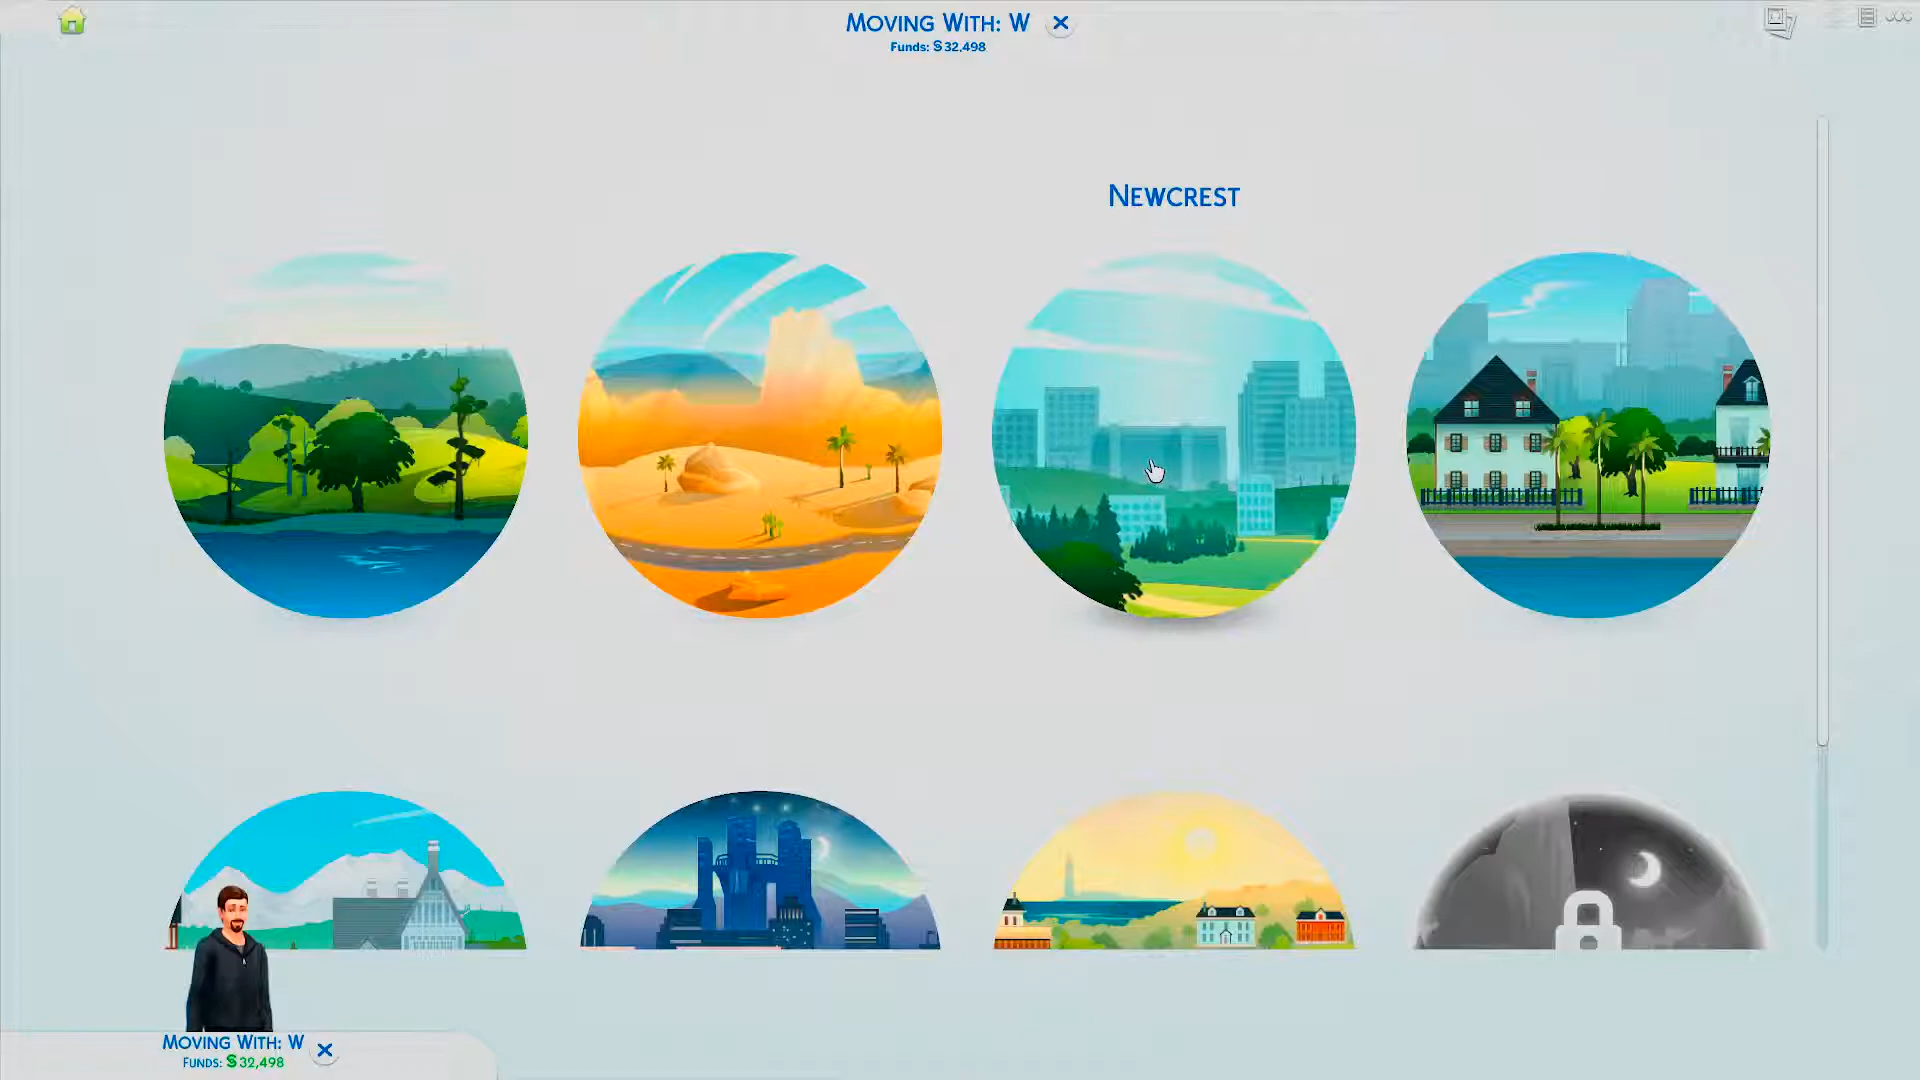 MOVING WITH: W
Funds: §32,498
NEWCREST
MOVING WITH: W
FUNDS: §32,498